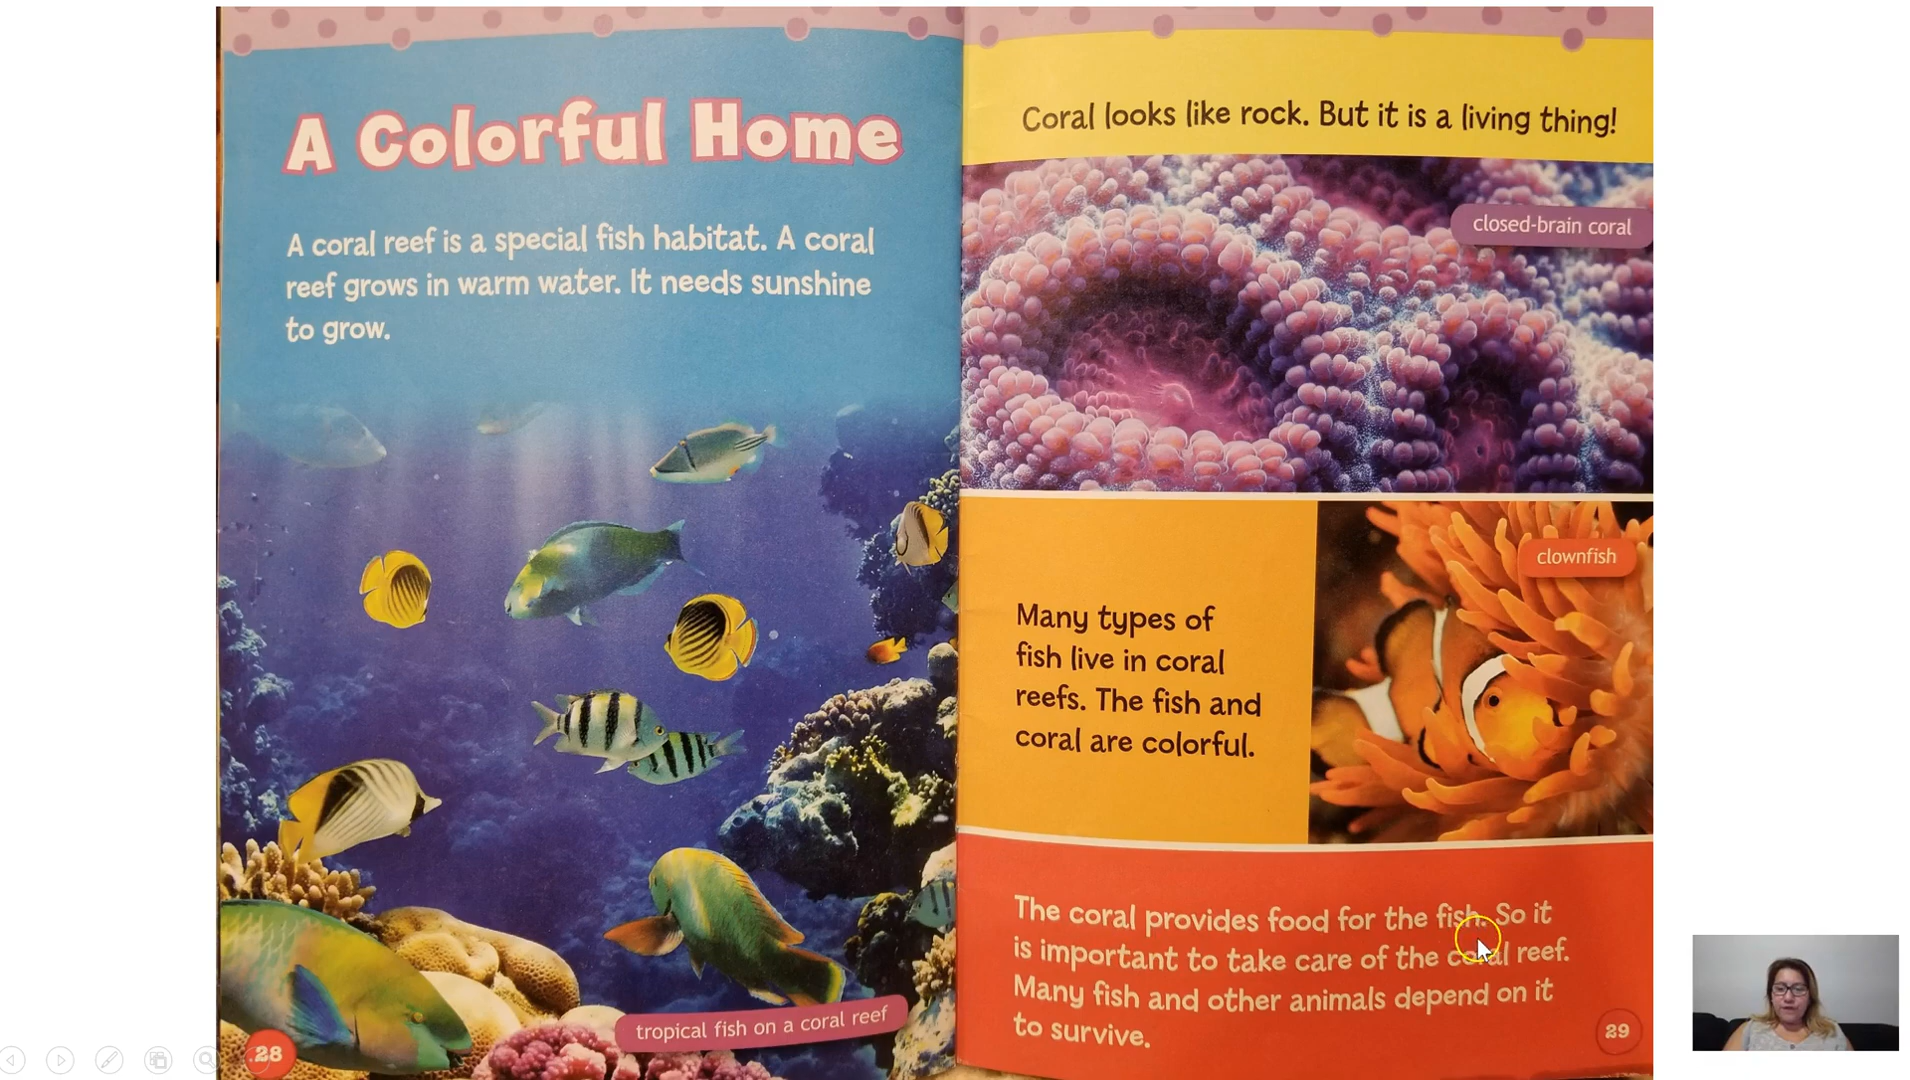 A Colorful Home
A coral reef is a special fish habitat. A coral
reef grows in warm water. It needs sunshine
to grow.
tropical fish on a coral reef
28
Coral looks like rock. But it is a living thing!
closed-brain coral
clownfish
Many types of
fish live in coral
reefs. The fish and
coral are colorful.
The coral provides food for the fish. So it
is important to take care of the coral reef.
Many fish and other animals depend on it
to survive.
29